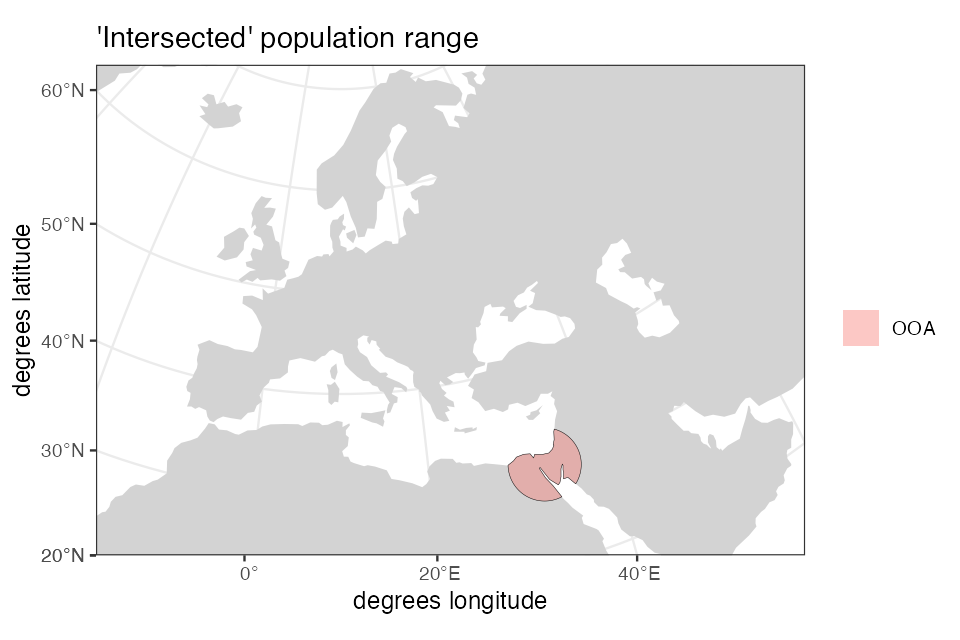 'Intersected' population range
60°N
50°N
40°N
30°N
20°N
0°
20°E
40°E
degrees longitude
degrees latitude
OOA